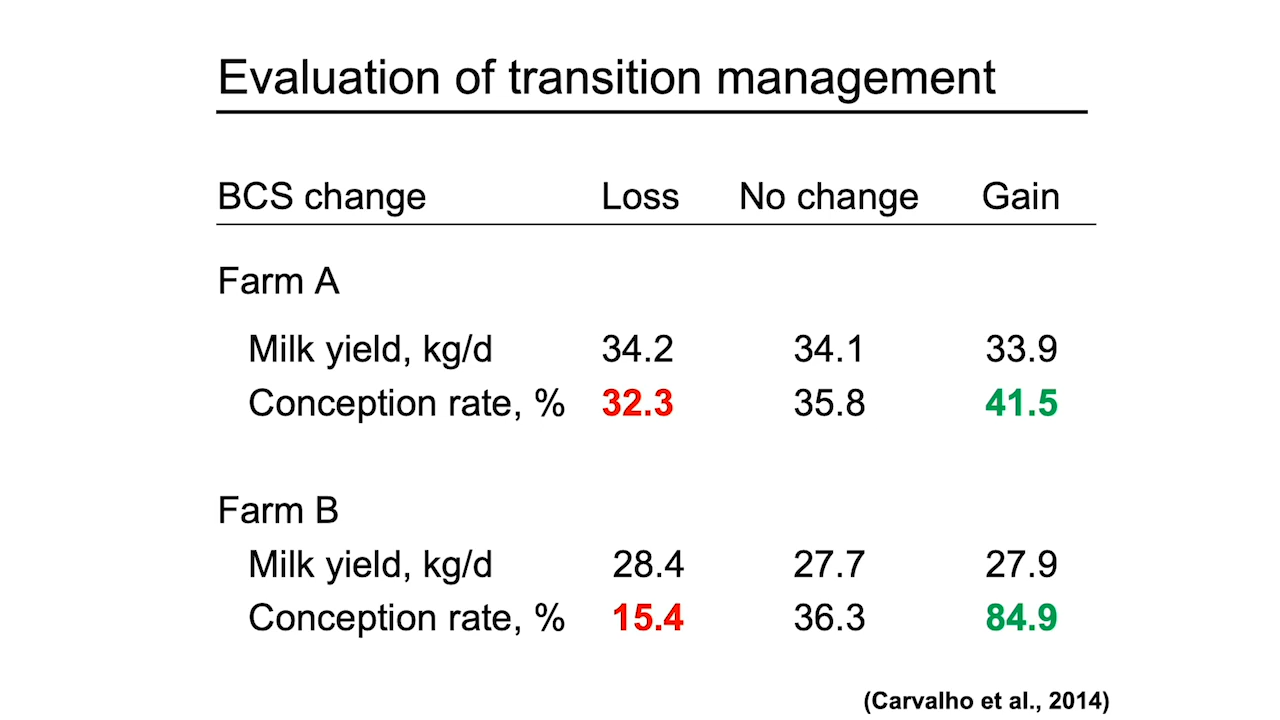 Evaluation of transition management
BCS change Loss No change Gain
Farm A
Milk yield, kg/d 34.2 34.1 33.9
Conception rate, % 32.3 35.8 41.5
Farm B
Milk yield, kg/d 28.4 27.7 27.9
Conception rate, % 15.4 36.3 84.9
(Carvalho et al., 2014)